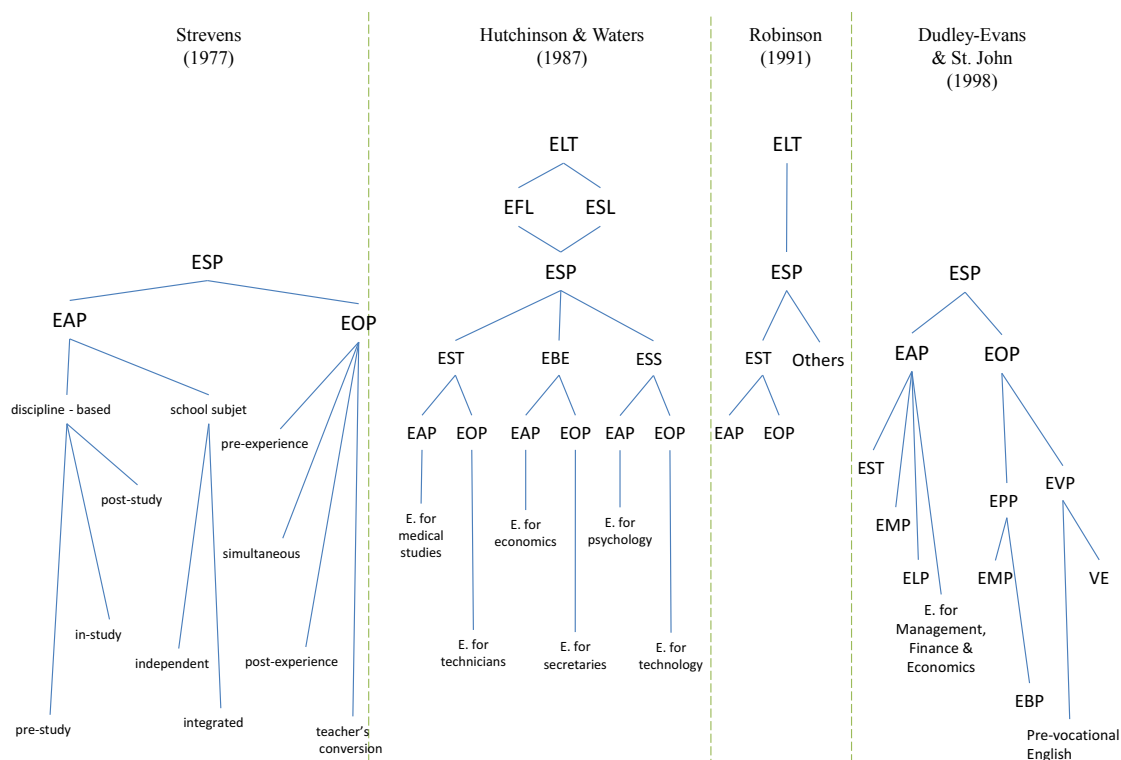 Strevens
(1977)
Hutchinson & Waters
(1987)
Robinson
(1991)
Dudley-Evans
& St. John
(1998)
ESP
EAP
EOP
discipline - based
school subjet
pre-experience
post-study
simultaneous
in-study
independent
post-experience
pre-study
integrated
teacher's
conversion
ELT
EFL
ESL
ESP
EST
EBE
ESS
EAP
EOP
EAP
EOP
EAP
EOP
E. for
medical
studies
E. for
economics
E. for
psychology
E. for
technicians
E. for
secretaries
E. for
technology
ELT
ESP
EST
Others
EAP
EOP
ESP
EAP
EOP
EST
EMP
ELP
E. for
Management,
Finance &
Economics
EPP
EVP
EMP
VE
EBP
Pre-vocational
English